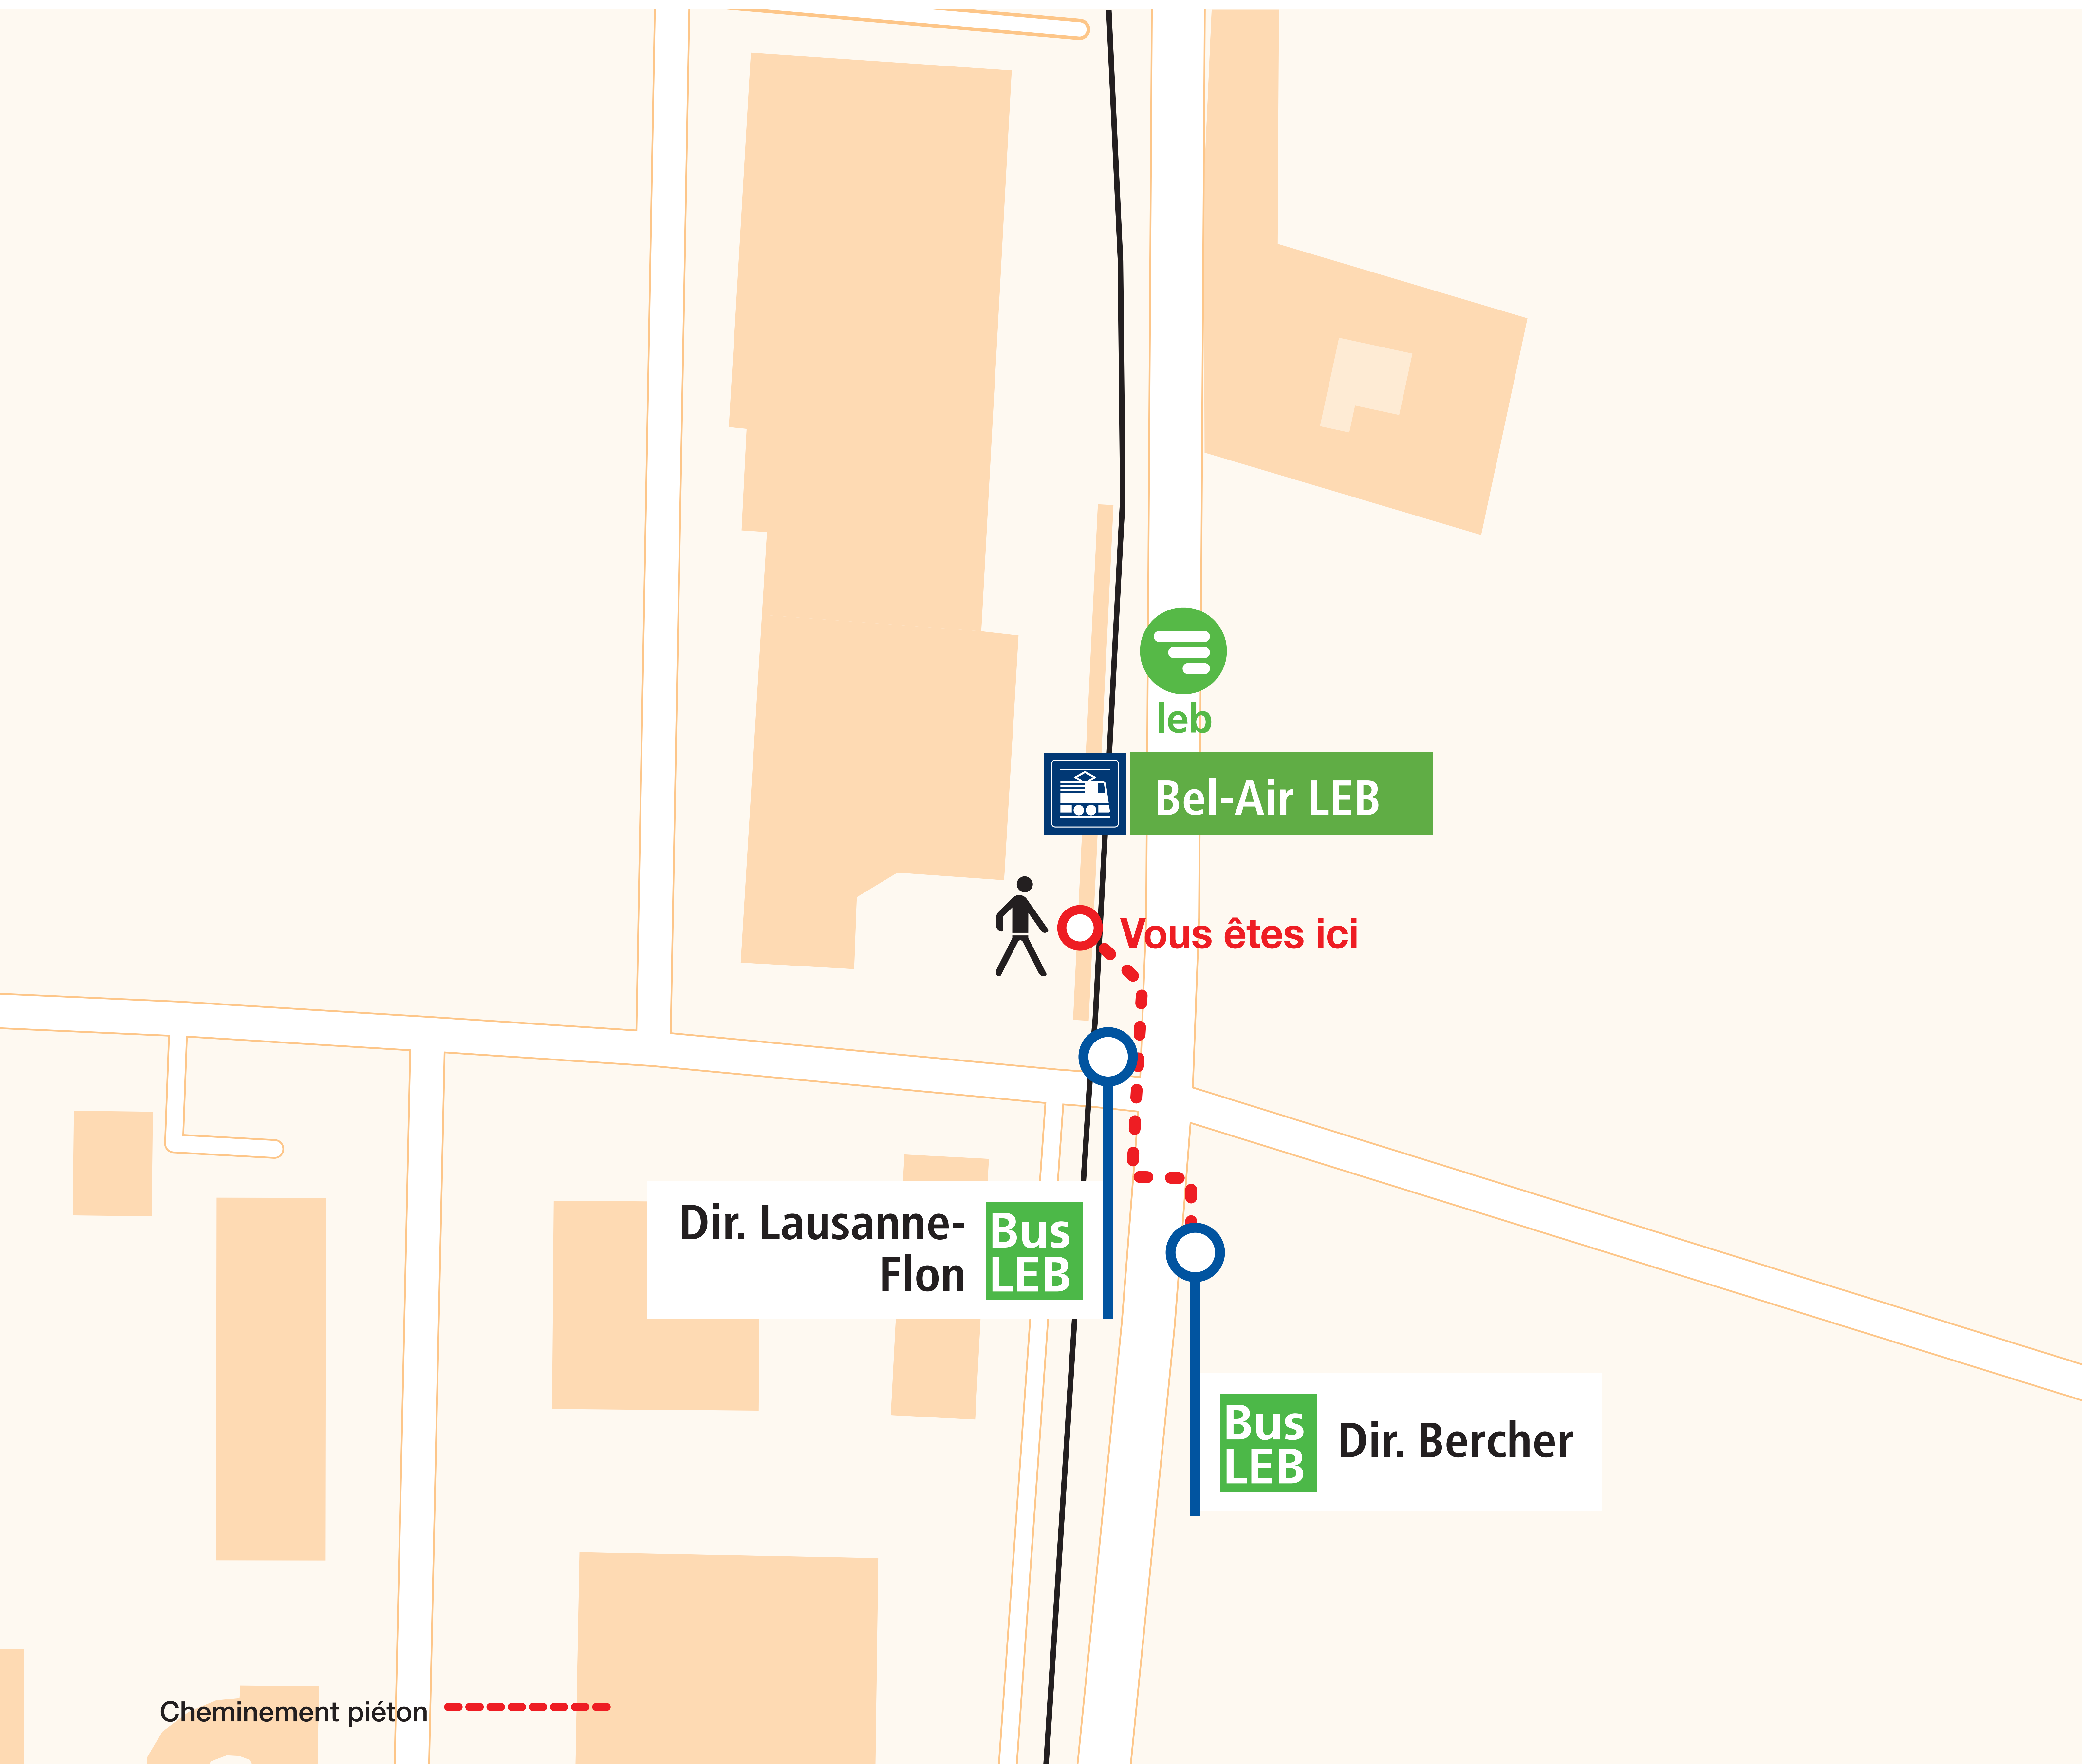 leb
Bel-Air LEB
Vous êtes ici
Dir. Lausanne-
Flon
Bus
LEB
Bus
LEB
Dir. Bercher
Cheminement piéton